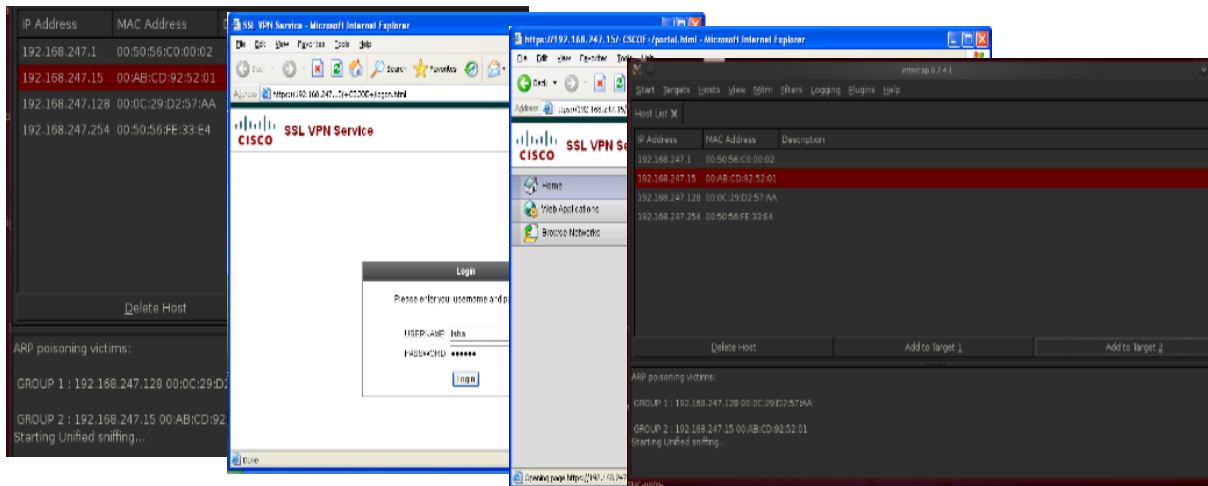 IP Address MAC Address
192.168.247.1 00:50:56:C0:00:02
192.168.247.15 00:AB:CD:92:52:01
192.168.247.128 00:0C:29:D2:57:AA
192.168.247.254 00:50:56:FE:33:E4
Delete Host
ARP poisoning victims:
GROUP 1 : 192.168.247.128 00:0C:29:D2
GROUP 2 : 192.168.247.15 00:AB:CD:92
Starting Unified sniffing...
SSL VPN Service - Microsoft Internet Explorer
File Edit View Favorites Tools Help
Back Search Favorites
Address
CISCO SSL VPN Service
Login
Please enter your username and
USERNAME: Isha
PASSWORD: ●●●●●●
Login
Done
https://192.168.247.15/+CSCOE+/portal.html - Microsoft Internet Explorer
Edit View Favorites Tools
Back
Address
CISCO SSL VPN
Home
Web Applications
Browse Networks
Opening page
ettercap 0.7.4.1
Start Targets Hosts View Mitm Filters Logging Plugins Help
Host List
IP Address MAC Address Description
192.168.247.1 00:50:56:C0:00:02
192.168.247.15 00:AB:CD:92:52:01
192.168.247.128 00:0C:29:D2:57:AA
192.168.247.254 00:50:56:FE:33:E4
Delete Host Add to Target 1 Add to Target 2
ARP poisoning victims:
GROUP 1 : 192.168.247.128 00:0C:29:D2:57:AA
GROUP 2 : 192.168.247.15 00:AB:CD:92:52:01
Starting Unified sniffing...